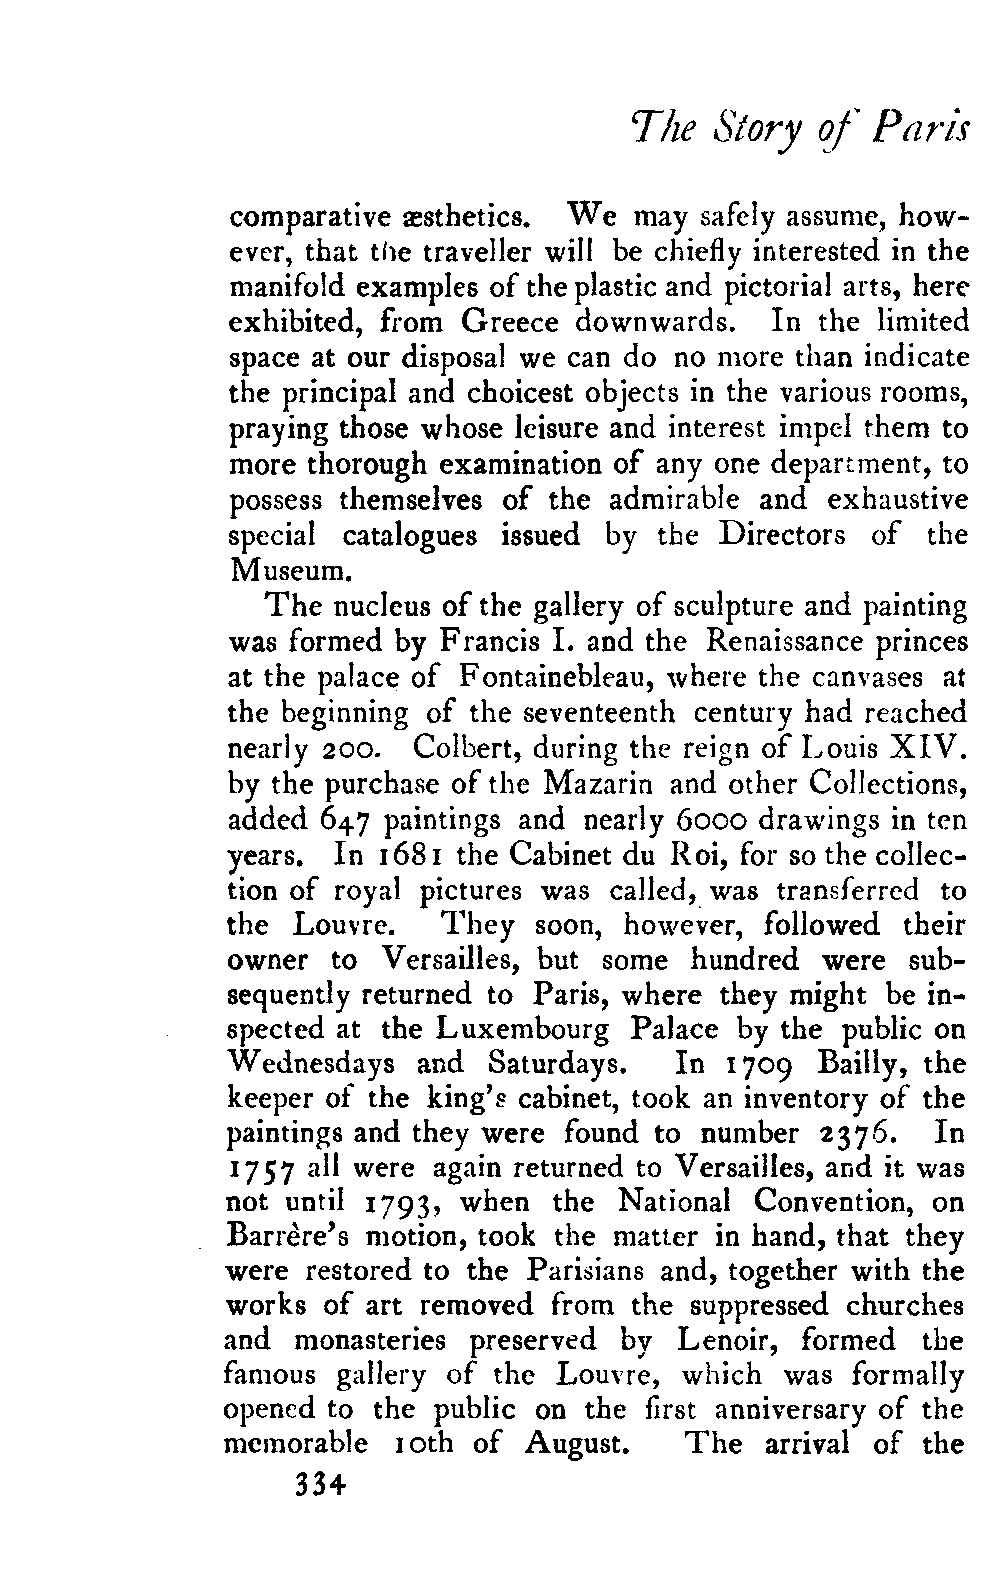 The Story of Paris
comparative æsthetics. We may safely assume, how-
ever, that the traveller will be chiefly interested in the
manifold examples of the plastic and pictorial arts, here
exhibited, from Greece downwards. In the limited
space at our disposal we can do no more than indicate
the principal and choicest objects in the various rooms,
praying those whose leisure and interest impel them to
more thorough examination of any one department, to
possess themselves of the admirable and exhaustive
special catalogues issued by the Directors of the
Museum.
The nucleus of the gallery of sculpture and painting
was formed by Francis I. and the Renaissance princes
at the palace of Fontainebleau, where the canvases at
the beginning of the seventeenth century had reached
nearly 200. Colbert, during the reign of Louis XIV.
by the purchase of the Mazarin and other Collections,
added 647 paintings and nearly 6000 drawings in ten
years. In 1681 the Cabinet du Roi, for so the collec-
tion of royal pictures was called, was transferred to
the Louvre. They soon, however, followed their
owner to Versailles, but some hundred were sub-
sequently returned to Paris, where they might be in-
spected at the Luxembourg Palace by the public on
Wednesdays and Saturdays. In 1709 Bailly, the
keeper of the king's cabinet, took an inventory of the
paintings and they were found to number 2376. In
1757 all were again returned to Versailles, and it was
not until 1793, when the National Convention, on
Barrère's motion, took the matter in hand, that they
were restored to the Parisians and, together with the
works of art removed from the suppressed churches
and monasteries preserved by Lenoir, formed the
famous gallery of the Louvre, which was formally
opened to the public on the first anniversary of the
memorable 10th of August. The arrival of the
334